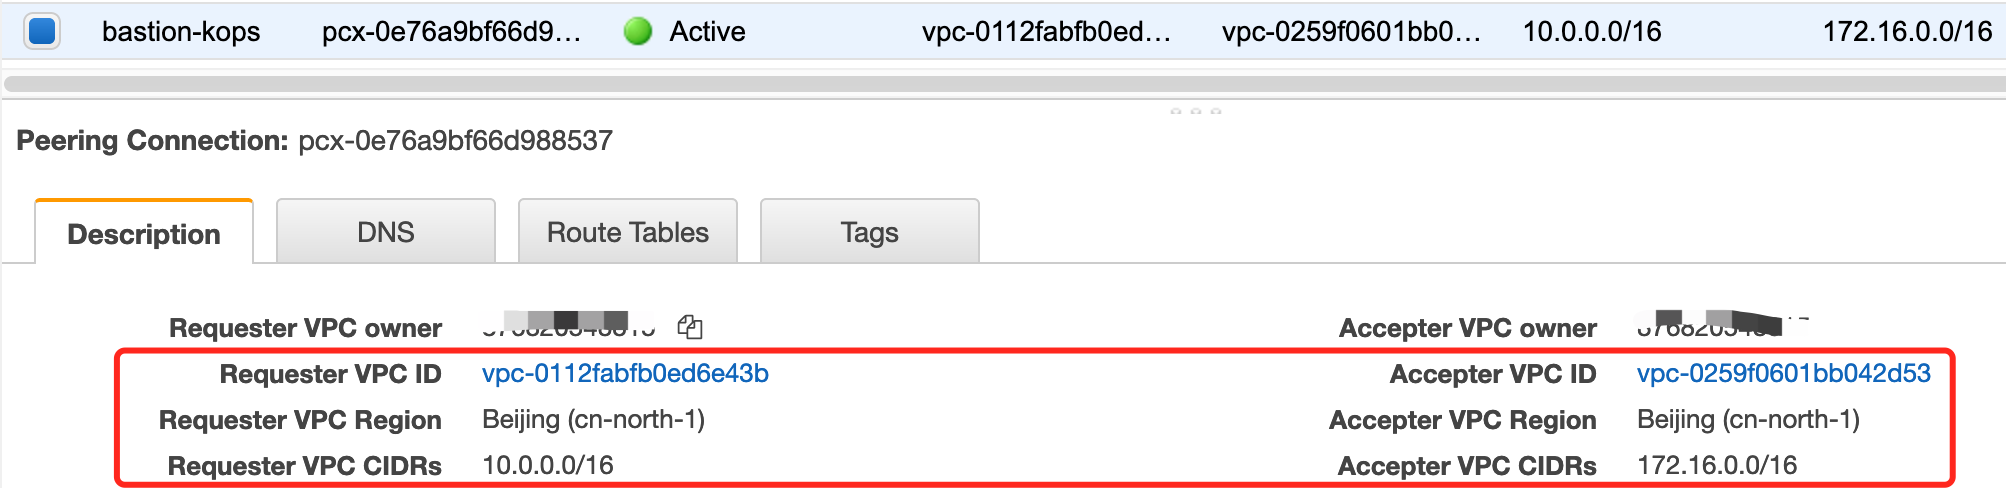 bastion-kops pcx-0e76a9bf66d9... Active vpc-0112fabfb0ed... vpc-0259f0601bb0... 10.0.0.0/16 172.16.0.0/16
Peering Connection: pcx-0e76a9bf66d988537
Description DNS Route Tables Tags
Requester VPC owner Accepter VPC owner
Requester VPC ID vpc-0112fabfb0ed6e43b Accepter VPC ID vpc-0259f0601bb042d53
Requester VPC Region Beijing (cn-north-1) Accepter VPC Region Beijing (cn-north-1)
Requester VPC CIDRs 10.0.0.0/16 Accepter VPC CIDRs 172.16.0.0/16